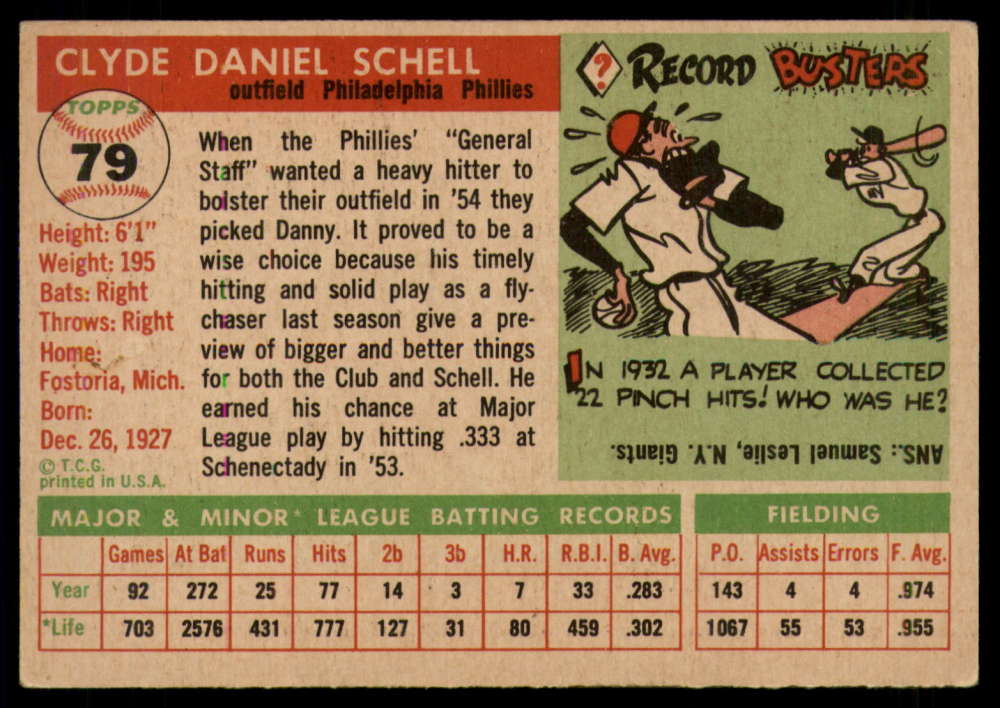 CLYDE DANIEL SCHELL
outfield Philadelphia Phillies
TOPPS
79
Height: 6'1"
Weight: 195
Bats: Right
Throws: Right
Home:
Fostoria, Mich.
Born:
Dec. 26, 1927
© T.C.G.
printed in U.S.A.
When the Phillies' "General
Staff" wanted a heavy hitter to
bolster their outfield in '54 they
picked Danny. It proved to be a
wise choice because his timely
hitting and solid play as a fly-
chaser last season give a pre-
view of bigger and better things
for both the Club and Schell. He
earned his chance at Major
League play by hitting .333 at
Schenectady in '53.
? RECORD BUSTERS
IN 1932 A PLAYER COLLECTED
22 PINCH HITS! WHO WAS HE?
ANS.: Samuel Leslie, N.Y. Giants.
MAJOR & MINOR* LEAGUE BATTING RECORDS FIELDING
Games At Bat Runs Hits 2b 3b H.R. R.B.I. B. Avg. P.O. Assists Errors F. Avg.
Year 92 272 25 77 14 3 7 33 .283 143 4 4 .974
*Life 703 2576 431 777 127 31 80 459 .302 1067 55 53 .955